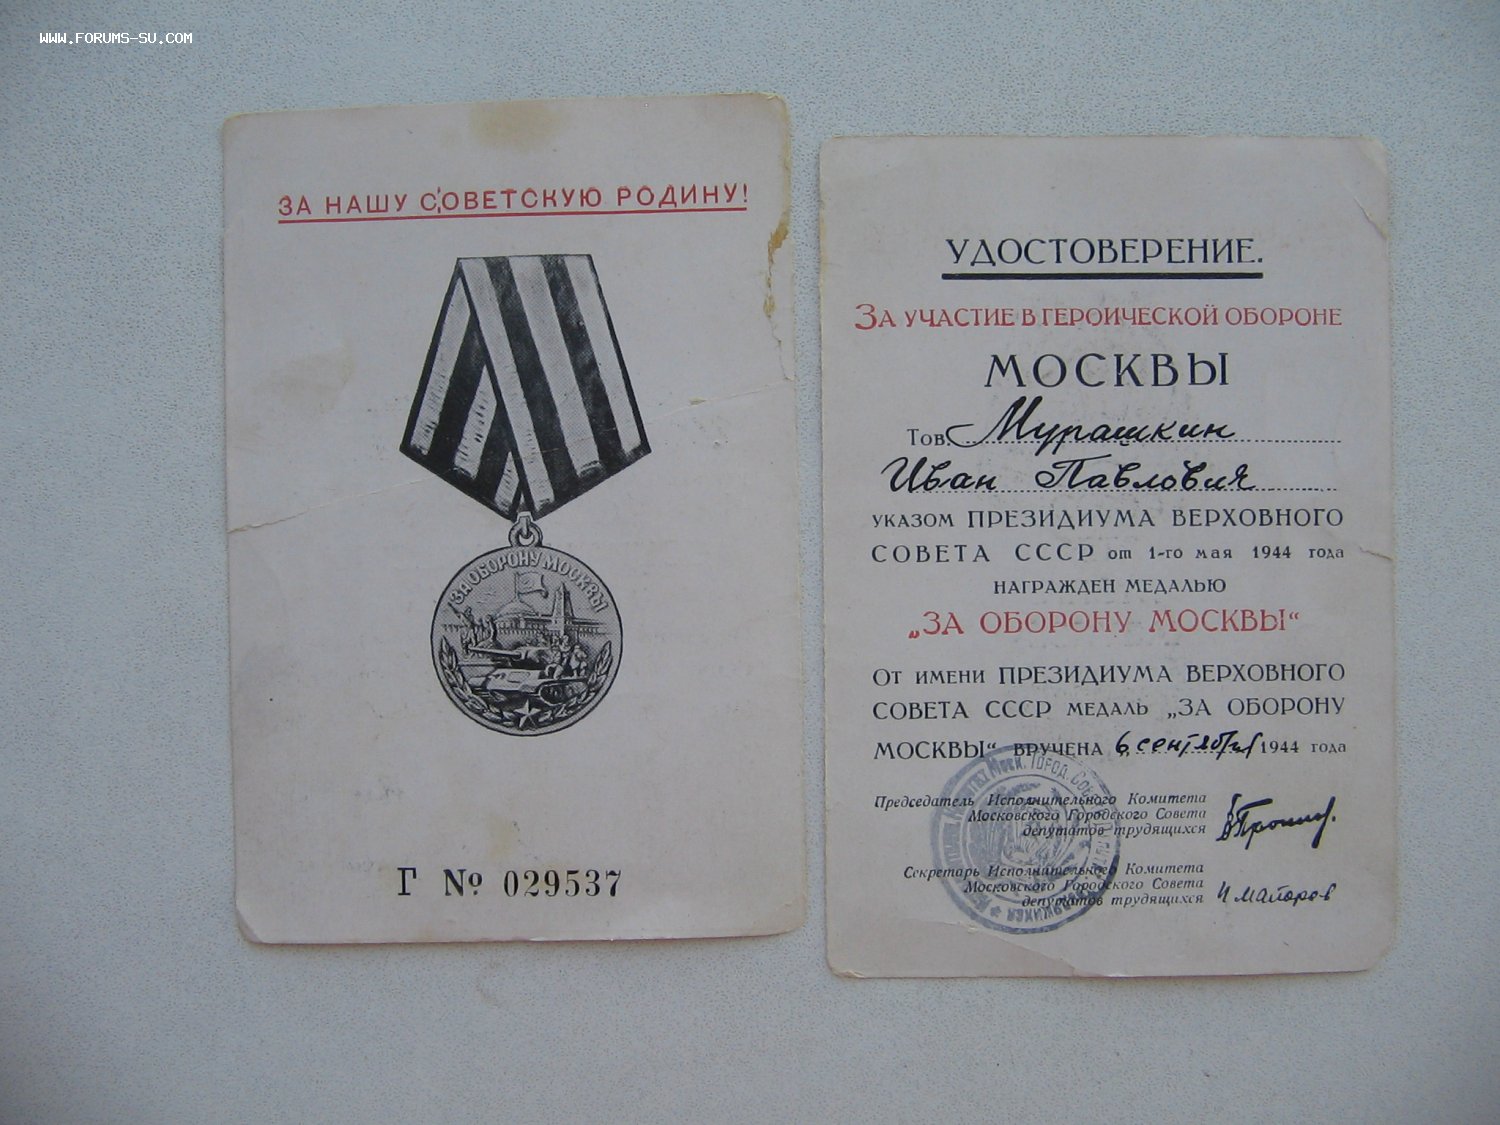 WWW.FORUMS-SU.COM
ЗА НАШУ СОВЕТСКУЮ РОДИНУ!
ЗА ОБОРОНУ МОСКВЫ
Г № 029537
УДОСТОВЕРЕНИЕ.
ЗА УЧАСТИЕ В ГЕРОИЧЕСКОЙ ОБОРОНЕ
МОСКВЫ
Тов. Мурашкин
Иван Павлович
УКАЗОМ ПРЕЗИДИУМА ВЕРХОВНОГО
СОВЕТА СССР от 1-го мая 1944 года
НАГРАЖДЕН МЕДАЛЬЮ
„ЗА ОБОРОНУ МОСКВЫ“
ОТ ИМЕНИ ПРЕЗИДИУМА ВЕРХОВНОГО
СОВЕТА СССР МЕДАЛЬ „ЗА ОБОРОНУ
МОСКВЫ“ ВРУЧЕНА 6 сентября 1944 года
Председатель Исполнительного Комитета
Московского Городского Совета
депутатов трудящихся
Секретарь Исполнительного Комитета
Московского Городского Совета
депутатов трудящихся
П Майоров